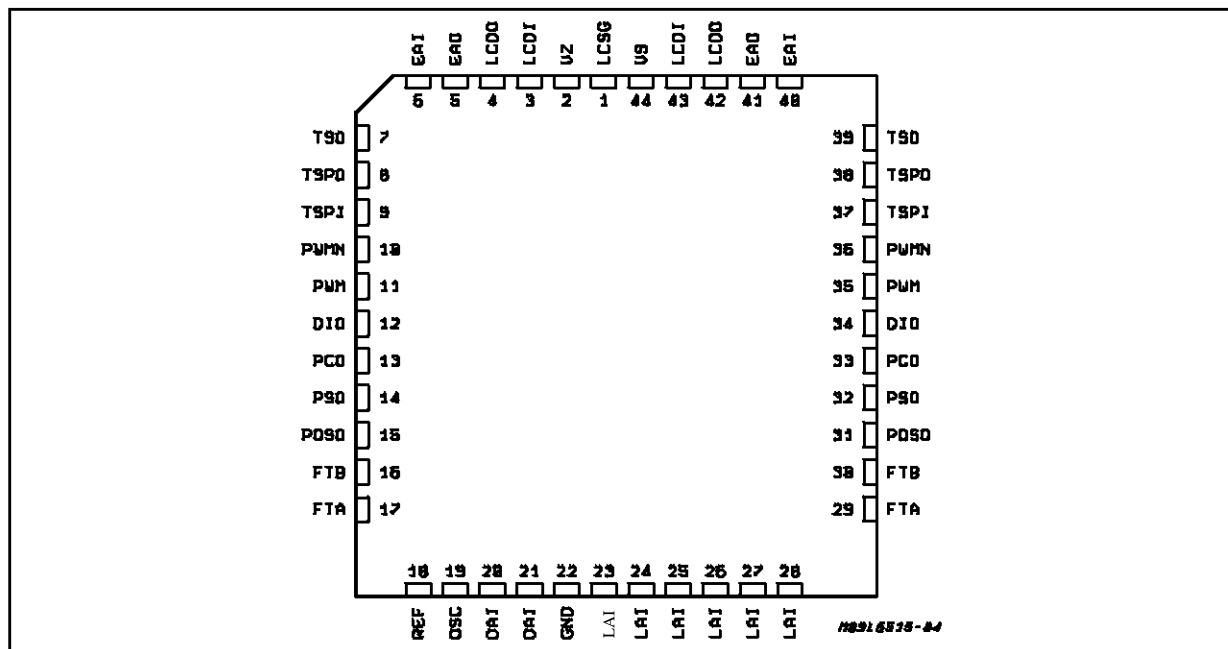 EAI EAO LCDO LCDI VZ LCSG VS LCDI LCDO EAO EAI
6 5 4 3 2 1 44 43 42 41 40
TSO 7 39 TSO
TSPO 8 38 TSPO
TSPI 9 37 TSPI
PWMN 10 36 PWMN
PWM 11 35 PWM
DIO 12 34 DIO
PCO 13 33 PCO
PSO 14 32 PSO
POSO 15 31 POSO
FTB 16 30 FTB
FTA 17 29 FTA
18 19 20 21 22 23 24 25 26 27 28
REF OSC OAI OAI GND LAI LAI LAI LAI LAI LAI